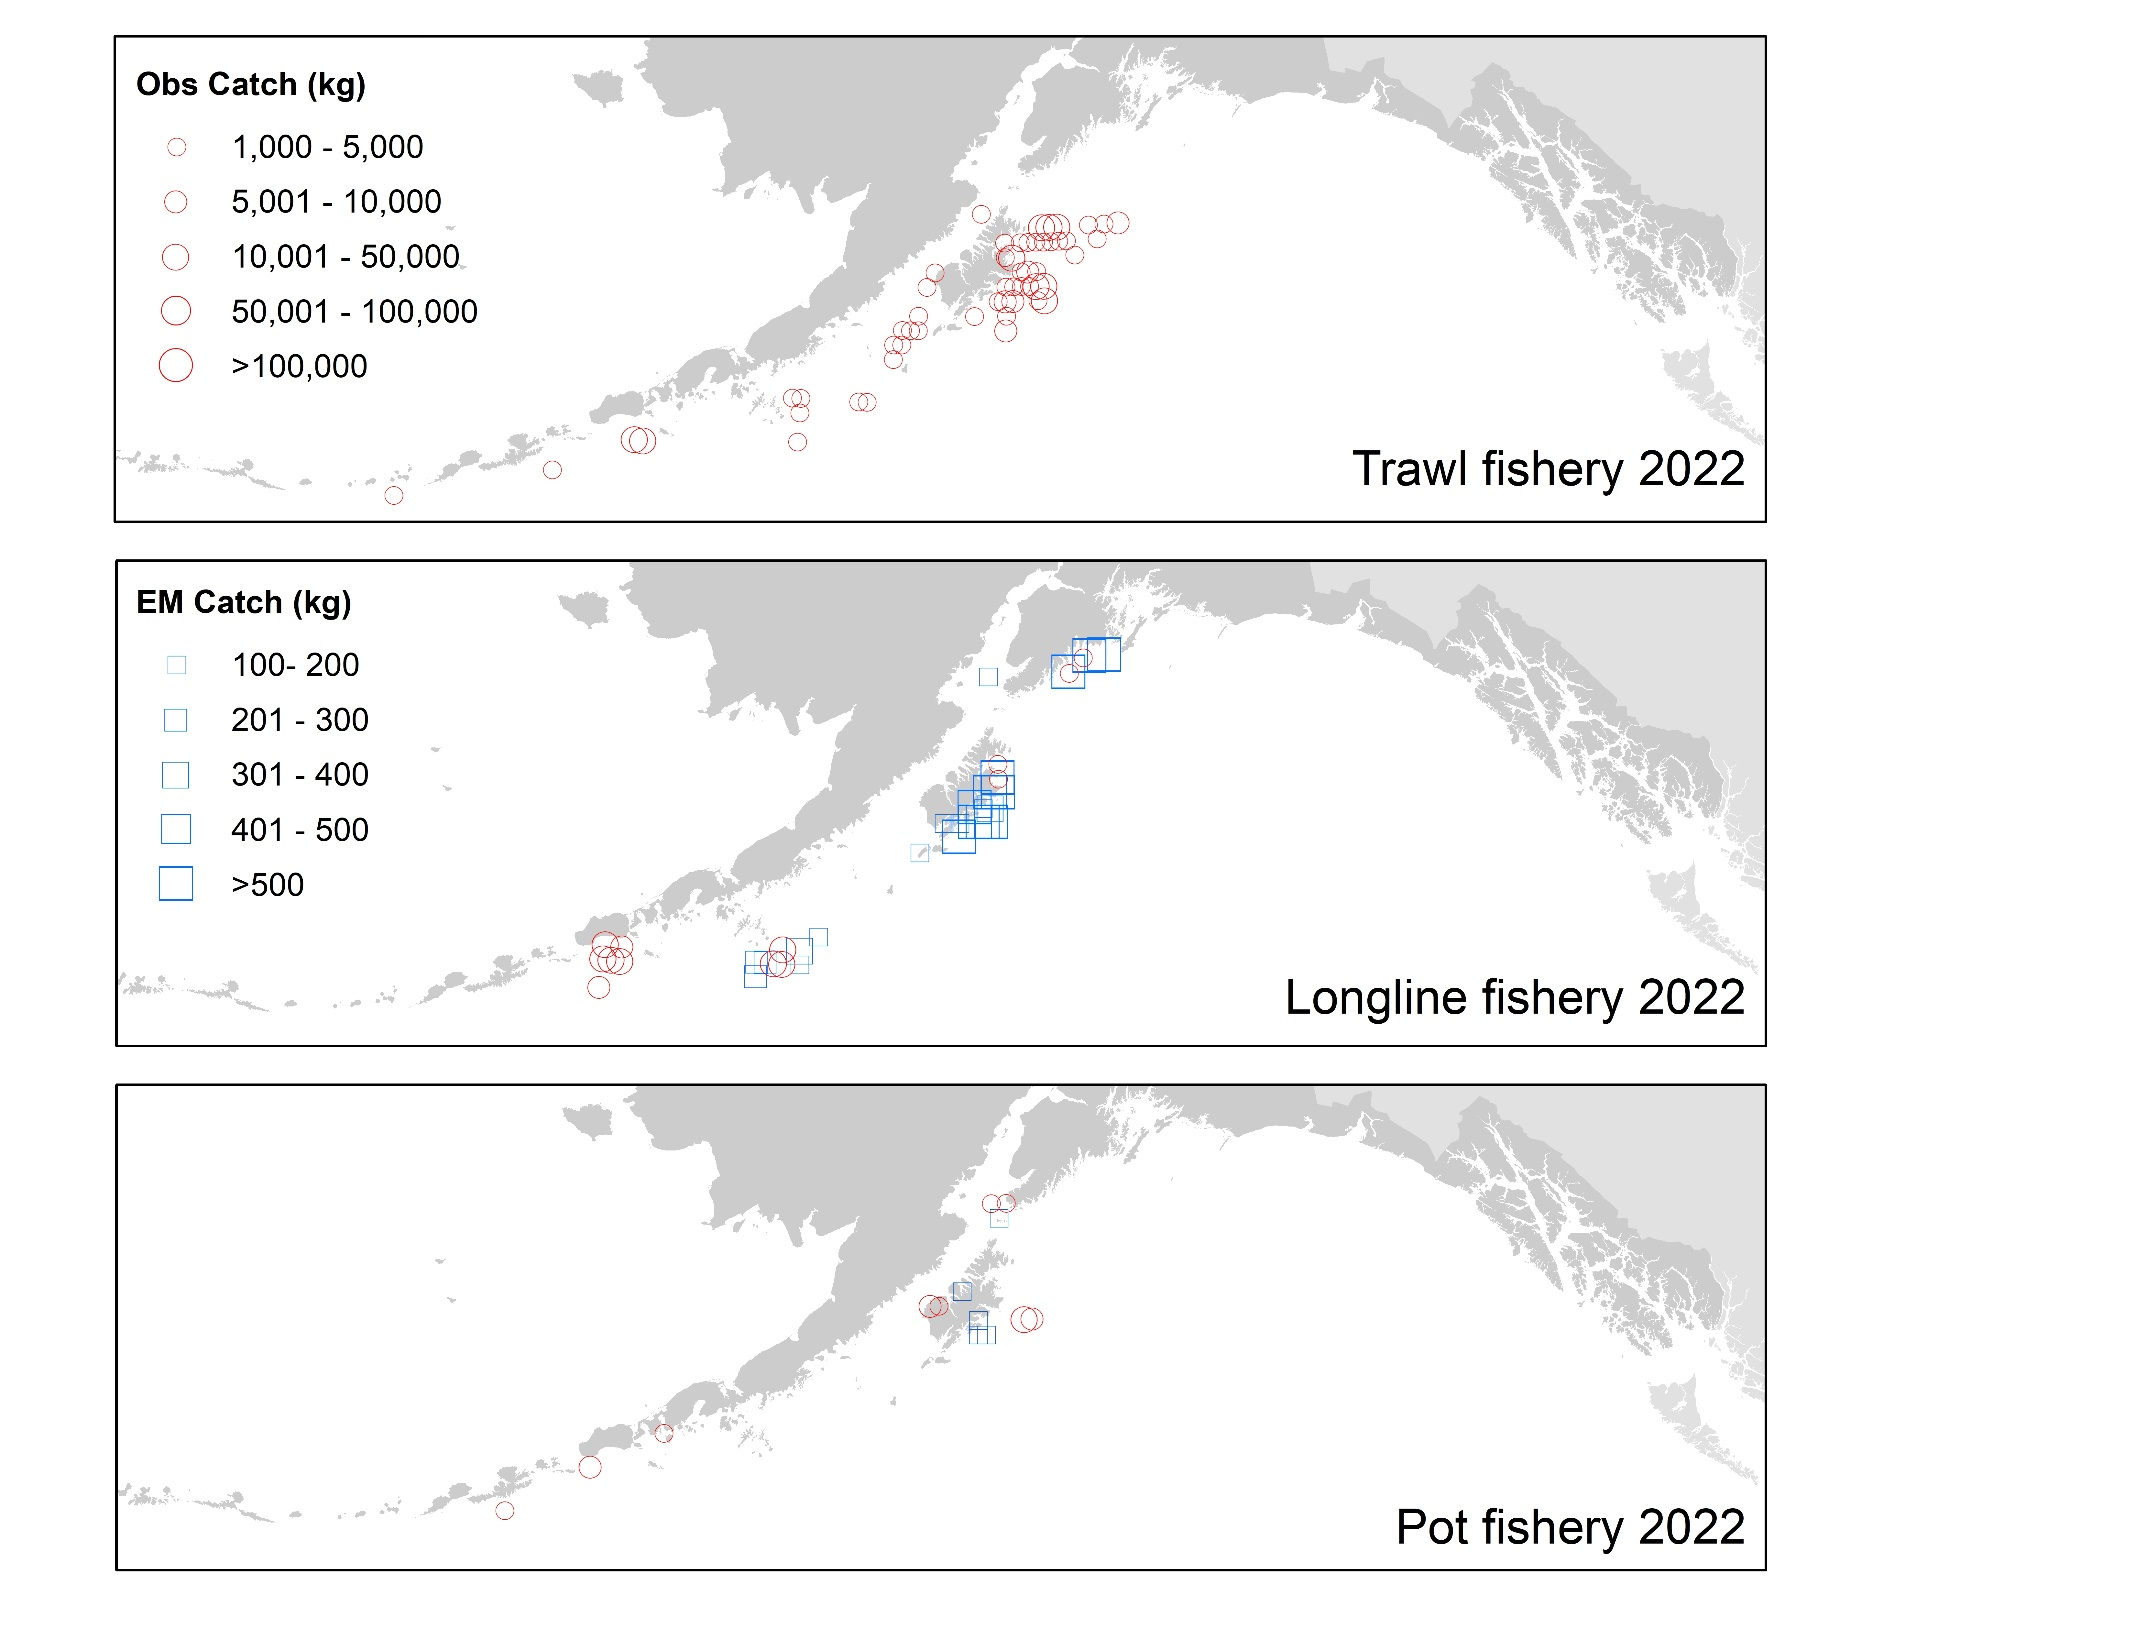 Obs Catch (kg)
1,000 - 5,000
5,001 - 10,000
10,001 - 50,000
50,001 - 100,000
>100,000
Trawl fishery 2022
EM Catch (kg)
100- 200
201 - 300
301 - 400
401 - 500
>500
Longline fishery 2022
Pot fishery 2022